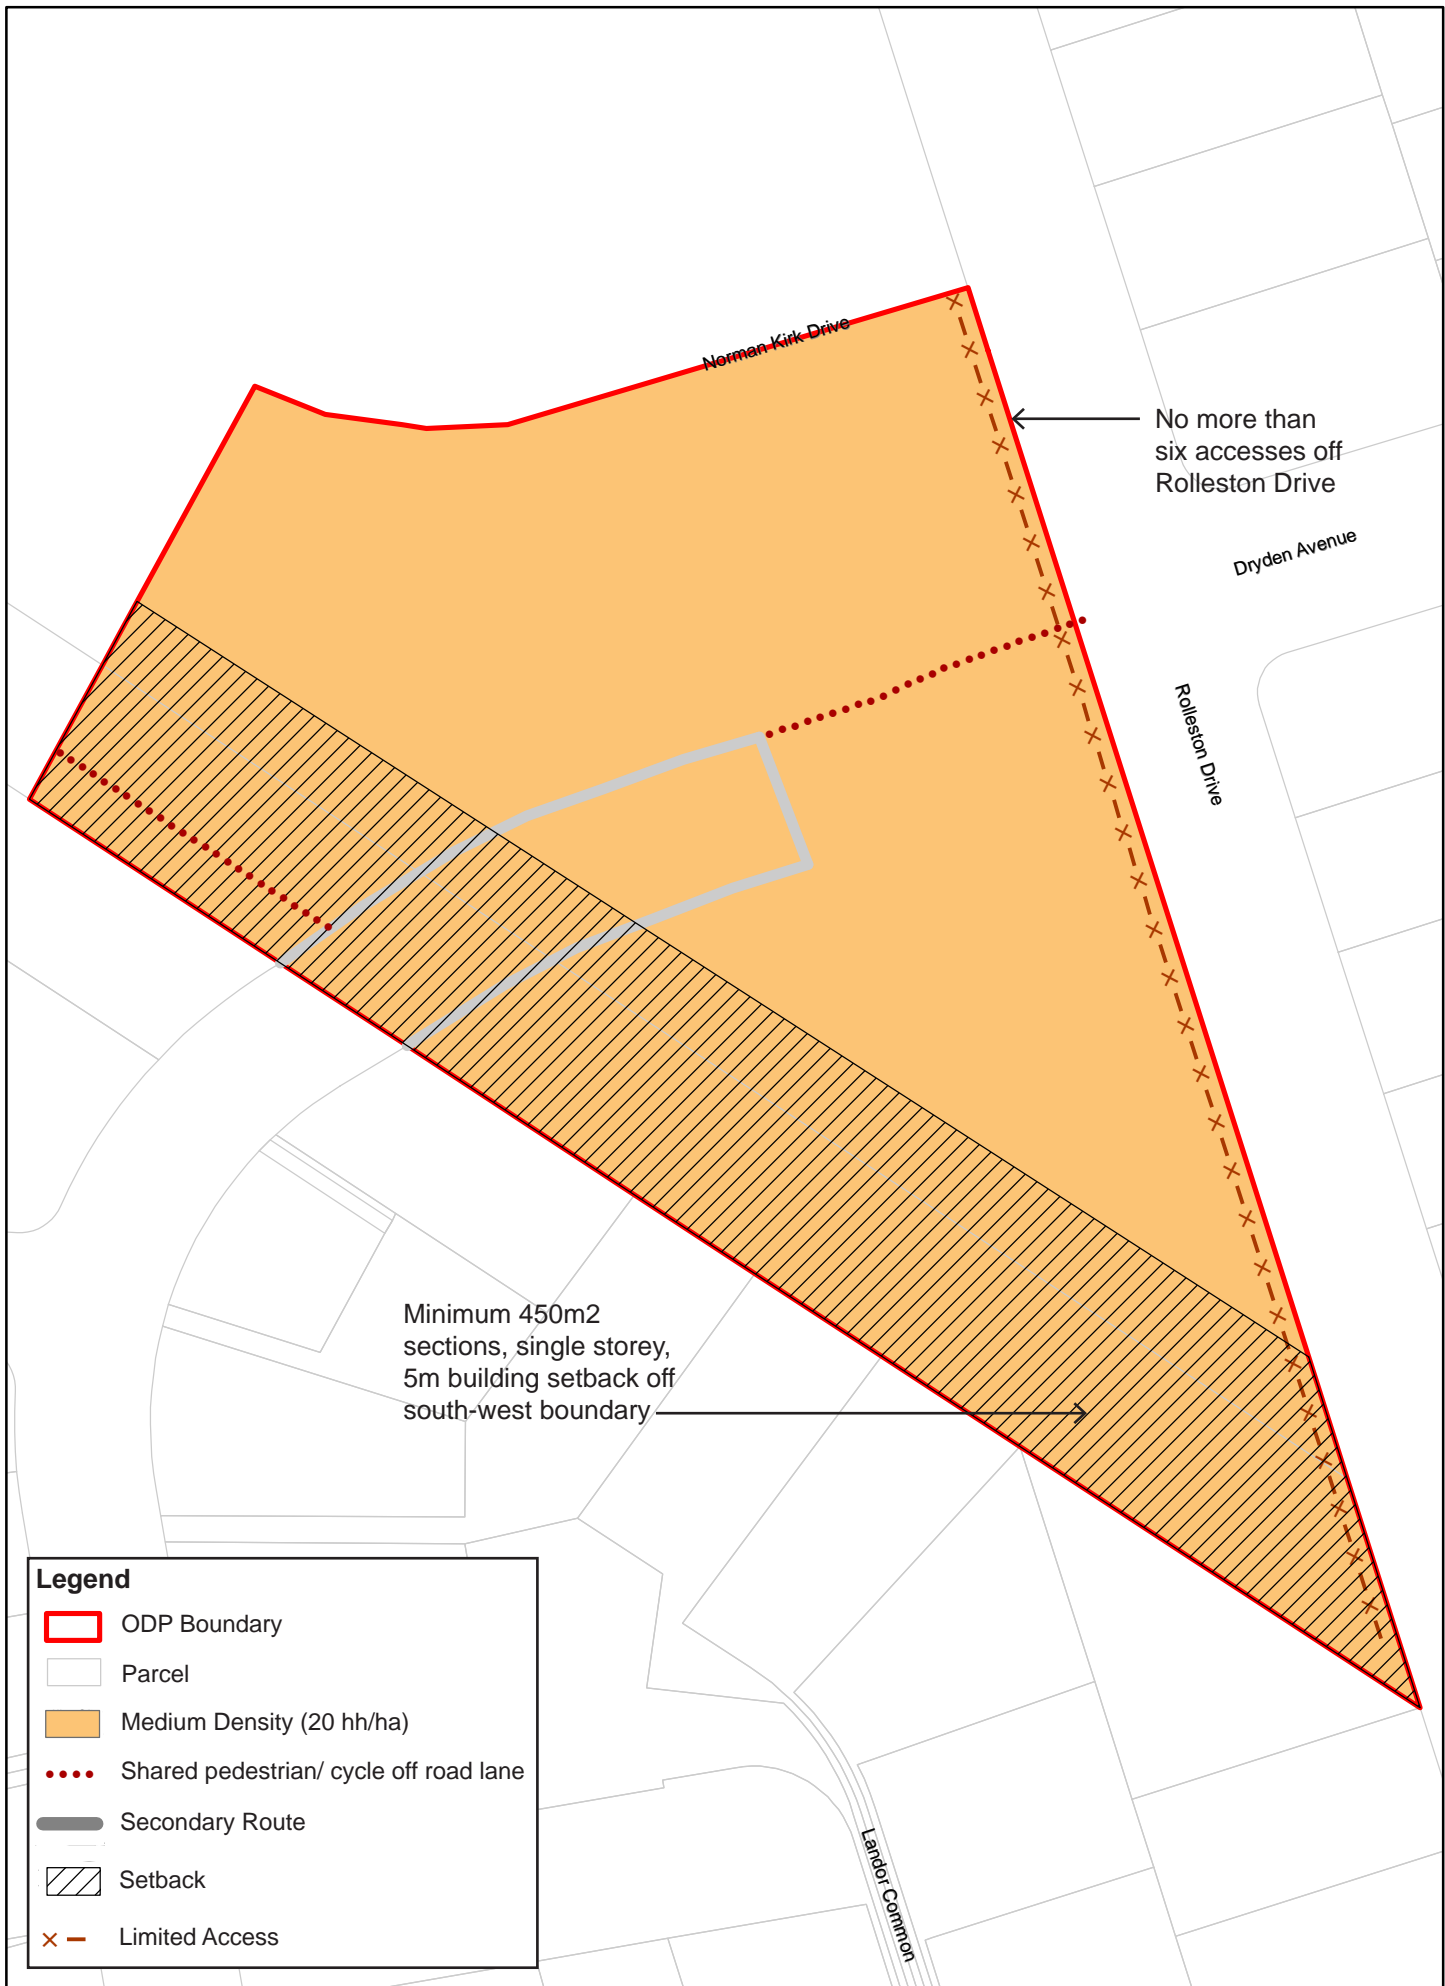 Norman Kirk Drive
No more than
six accesses off
Rolleston Drive
Dryden Avenue
Rolleston Drive
Minimum 450m2
sections, single storey,
5m building setback off
south-west boundary
Legend
ODP Boundary
Parcel
Medium Density (20 hh/ha)
Shared pedestrian/ cycle off road lane
Secondary Route
Setback
Limited Access
Landor Common